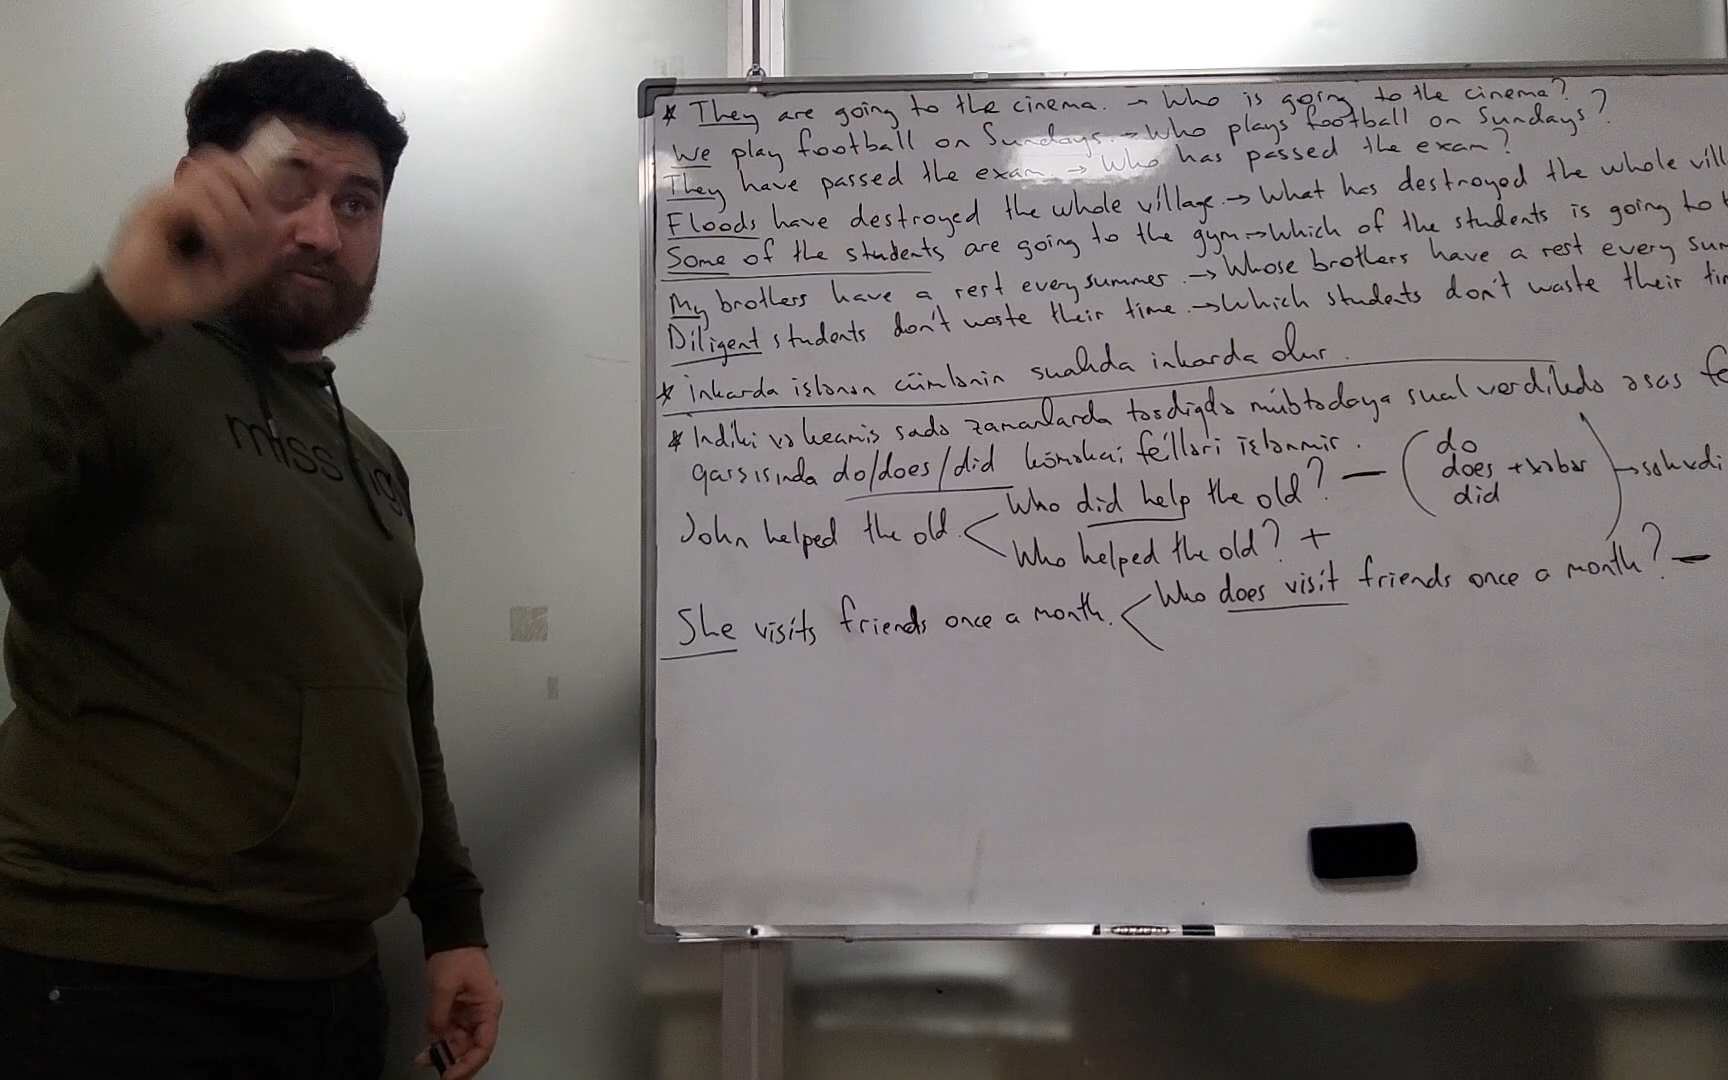 * They are going to the cinema. → Who is going to the cinema?
We play football on Sundays. → Who plays football on Sundays?
They have passed the exam. → Who has passed the exam?
Floods have destroyed the whole village. → What has destroyed the whole vill
Some of the students are going to the gym → Which of the students is going to
My brothers have a rest every summer. → Whose brothers have a rest every sum
Diligent students don't waste their time. → Which students don't waste their tim
* İnkarda işlənən cümlənin sualıda inkarda olur.
* İndiki və keçmiş sadə zamanlarda təsdiqdə mübtədaya sual verdikdə əsas fe
qarşısında do/does/did köməkçi felləri işlənmir.
John helped the old. < Who did help the old? – (do does did + xəbər) →
Who helped the old? +
She visits friends once a month. < Who does visit friends once a month? –
missing